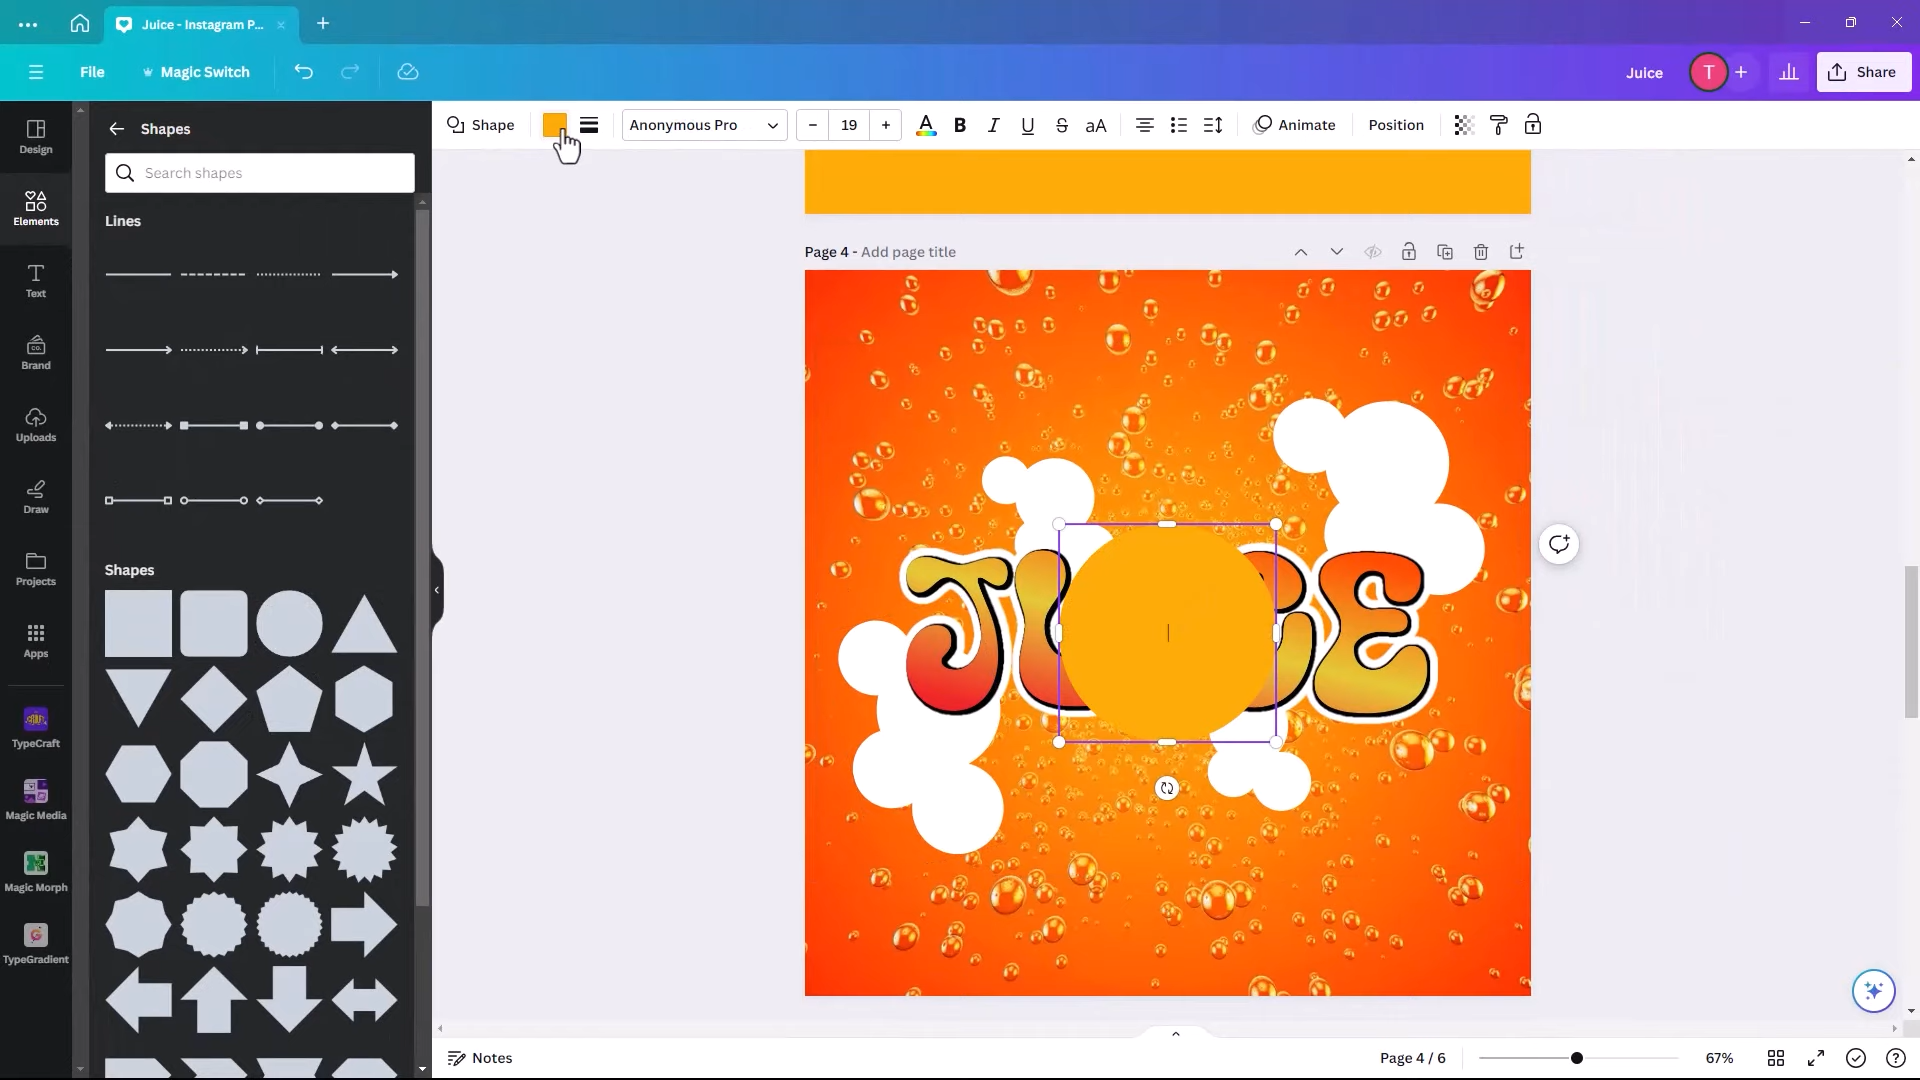 Juice - Instagram P...
File
Magic Switch
Juice
T
Share
Design
Elements
Text
Brand
Uploads
Draw
Projects
Apps
TypeCraft
Magic Media
Magic Morph
TypeGradient
Shapes
Search shapes
Lines
Shapes
Shape
Anonymous Pro
19
B
I
U
S
aA
Animate
Position
Page 4 - Add page title
Notes
Page 4 / 6
67%